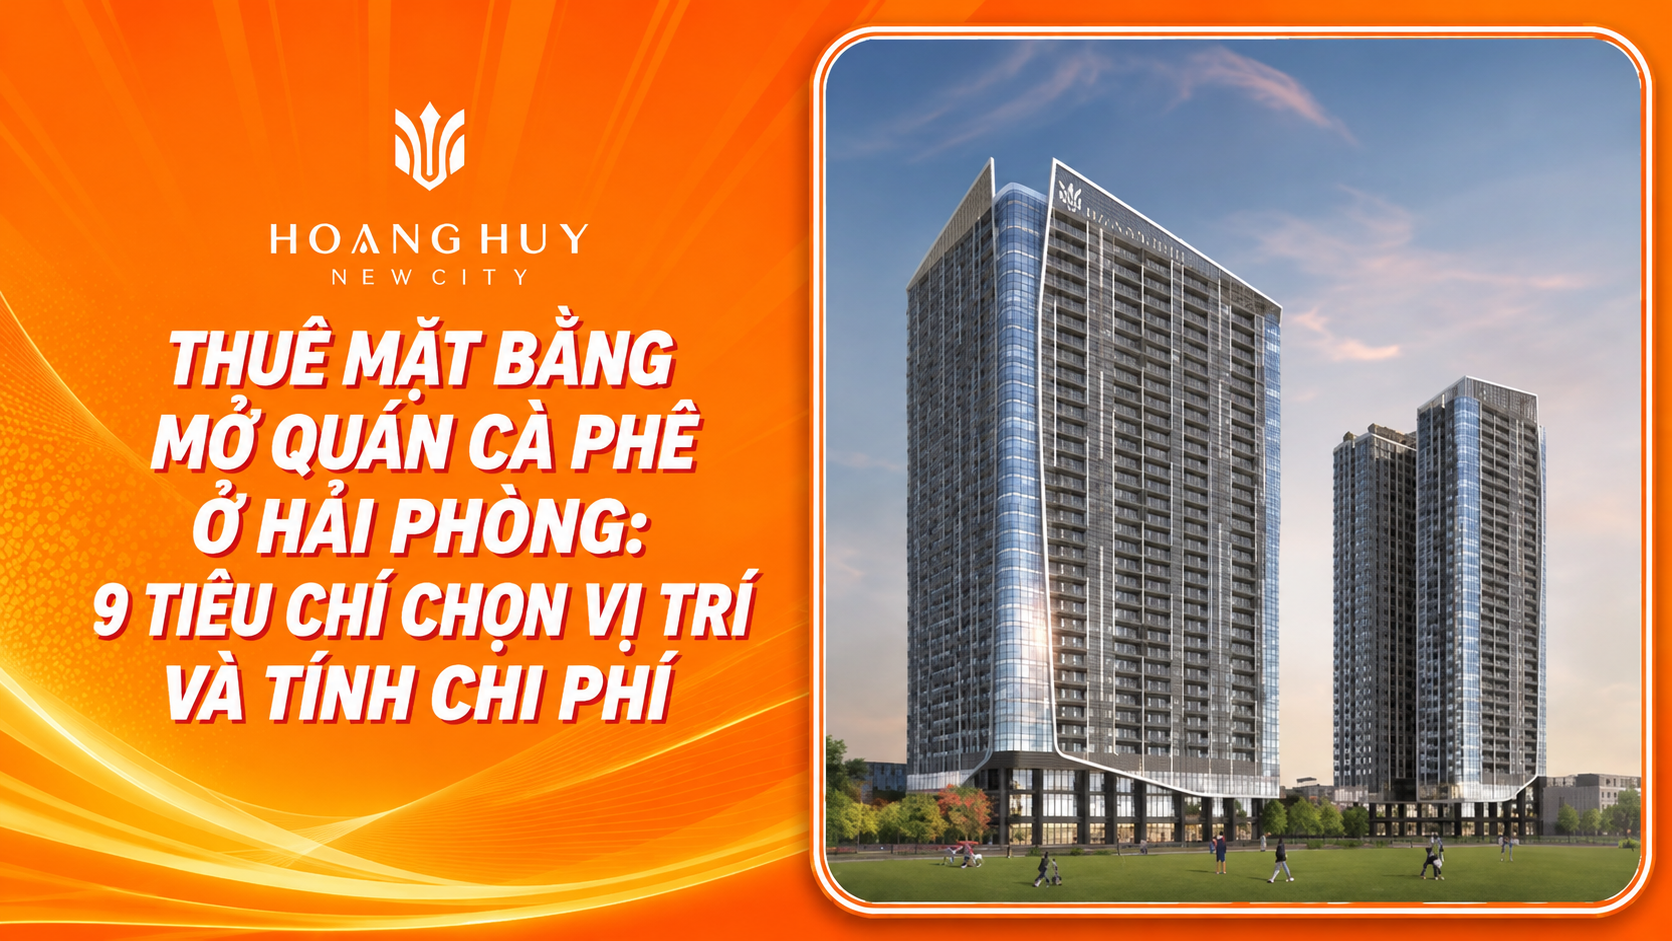 HOANG HUY
NEW CITY
THUÊ MẶT BẰNG
MỞ QUÁN CÀ PHÊ
Ở HẢI PHÒNG:
9 TIÊU CHÍ CHỌN VỊ TRÍ
VÀ TÍNH CHI PHÍ